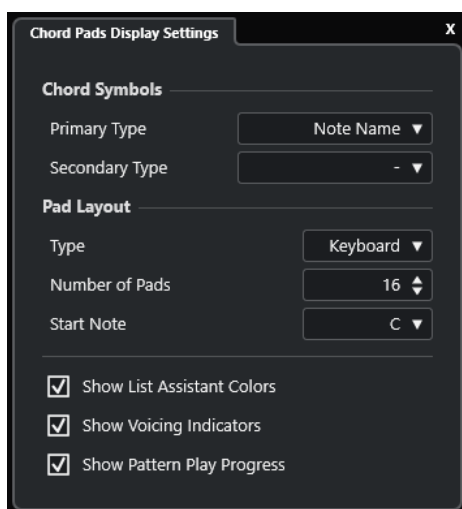 Chord Pads Display Settings X
Chord Symbols
Primary Type Note Name
Secondary Type -
Pad Layout
Type Keyboard
Number of Pads 16
Start Note C
Show List Assistant Colors
Show Voicing Indicators
Show Pattern Play Progress